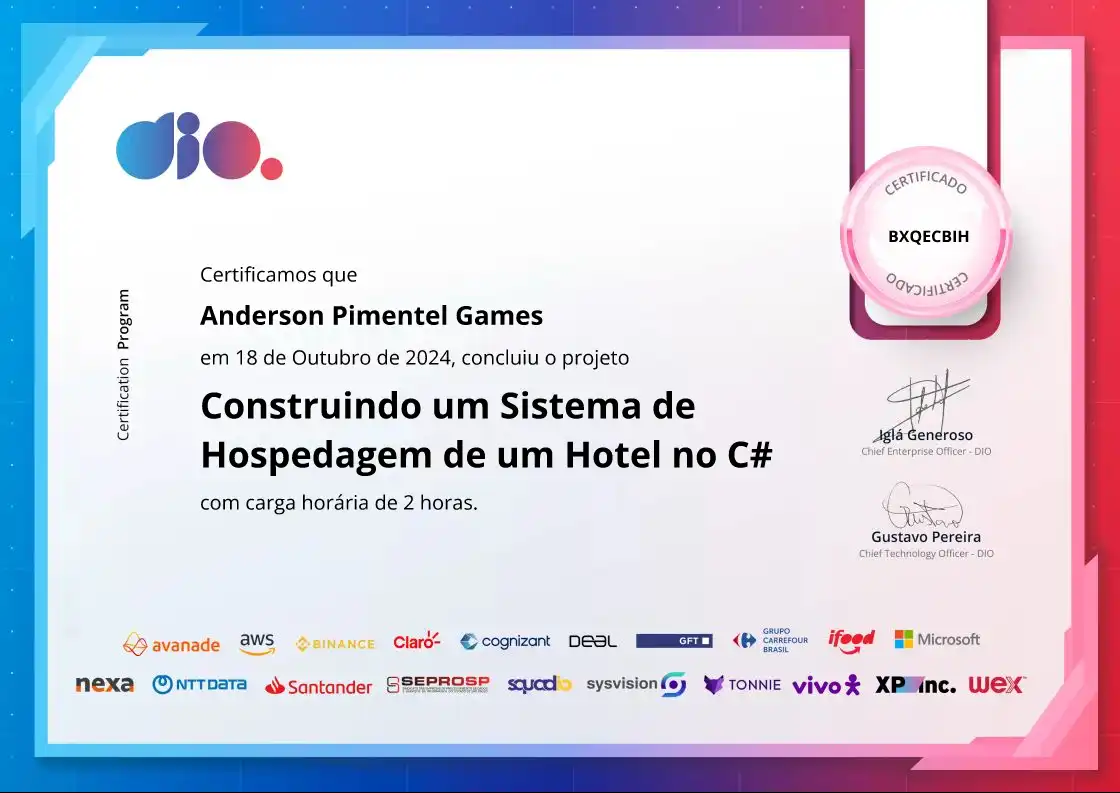 dio.
CERTIFICADO
BXQECBIH
CERTIFICADO
Certification Program
Certificamos que
Anderson Pimentel Games
em 18 de Outubro de 2024, concluiu o projeto
Construindo um Sistema de
Hospedagem de um Hotel no C#
com carga horária de 2 horas.
Iglá Generoso
Chief Enterprise Officer - DIO
Gustavo Pereira
Chief Technology Officer - DIO
avanade aws BINANCE Claro cognizant DEAL GFT GRUPO CARREFOUR BRASIL ifood Microsoft
nexa NTT DATA Santander SEPROSP squadio sysvision TONNIE vivo XP inc. wex